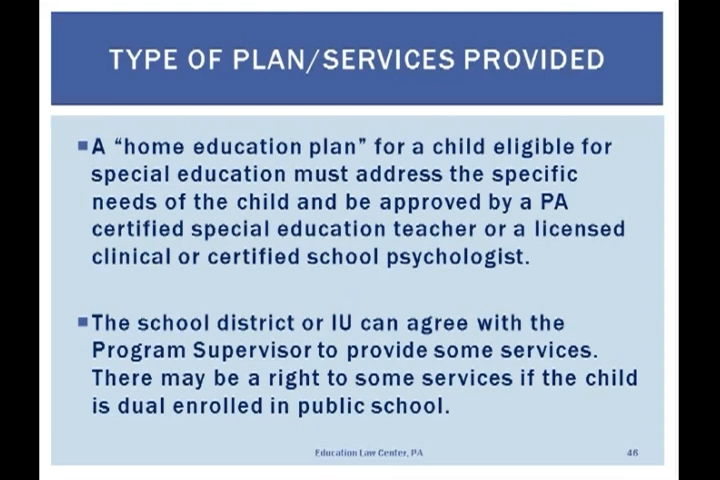 TYPE OF PLAN/SERVICES PROVIDED
A “home education plan” for a child eligible for
special education must address the specific
needs of the child and be approved by a PA
certified special education teacher or a licensed
clinical or certified school psychologist.
The school district or IU can agree with the
Program Supervisor to provide some services.
There may be a right to some services if the child
is dual enrolled in public school.
Education Law Center, PA
46